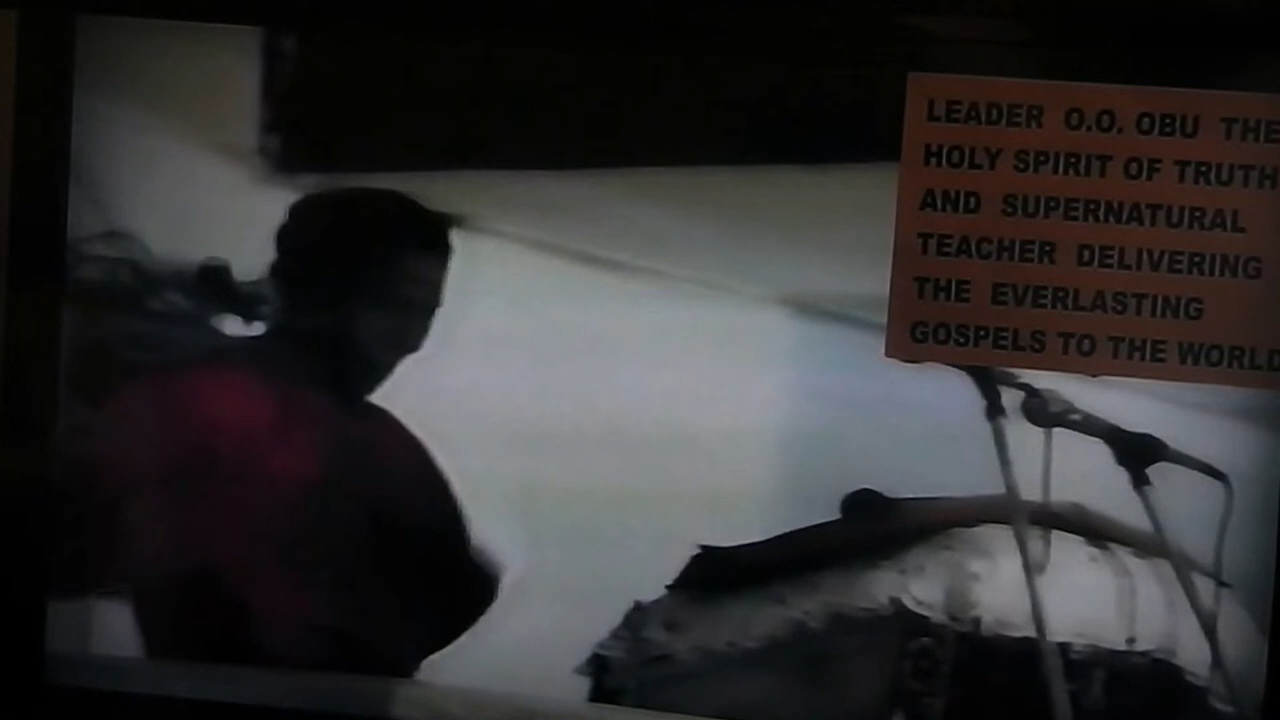 LEADER O.O. OBU THE
HOLY SPIRIT OF TRUTH
AND SUPERNATURAL
TEACHER DELIVERING
THE EVERLASTING
GOSPELS TO THE WORLD